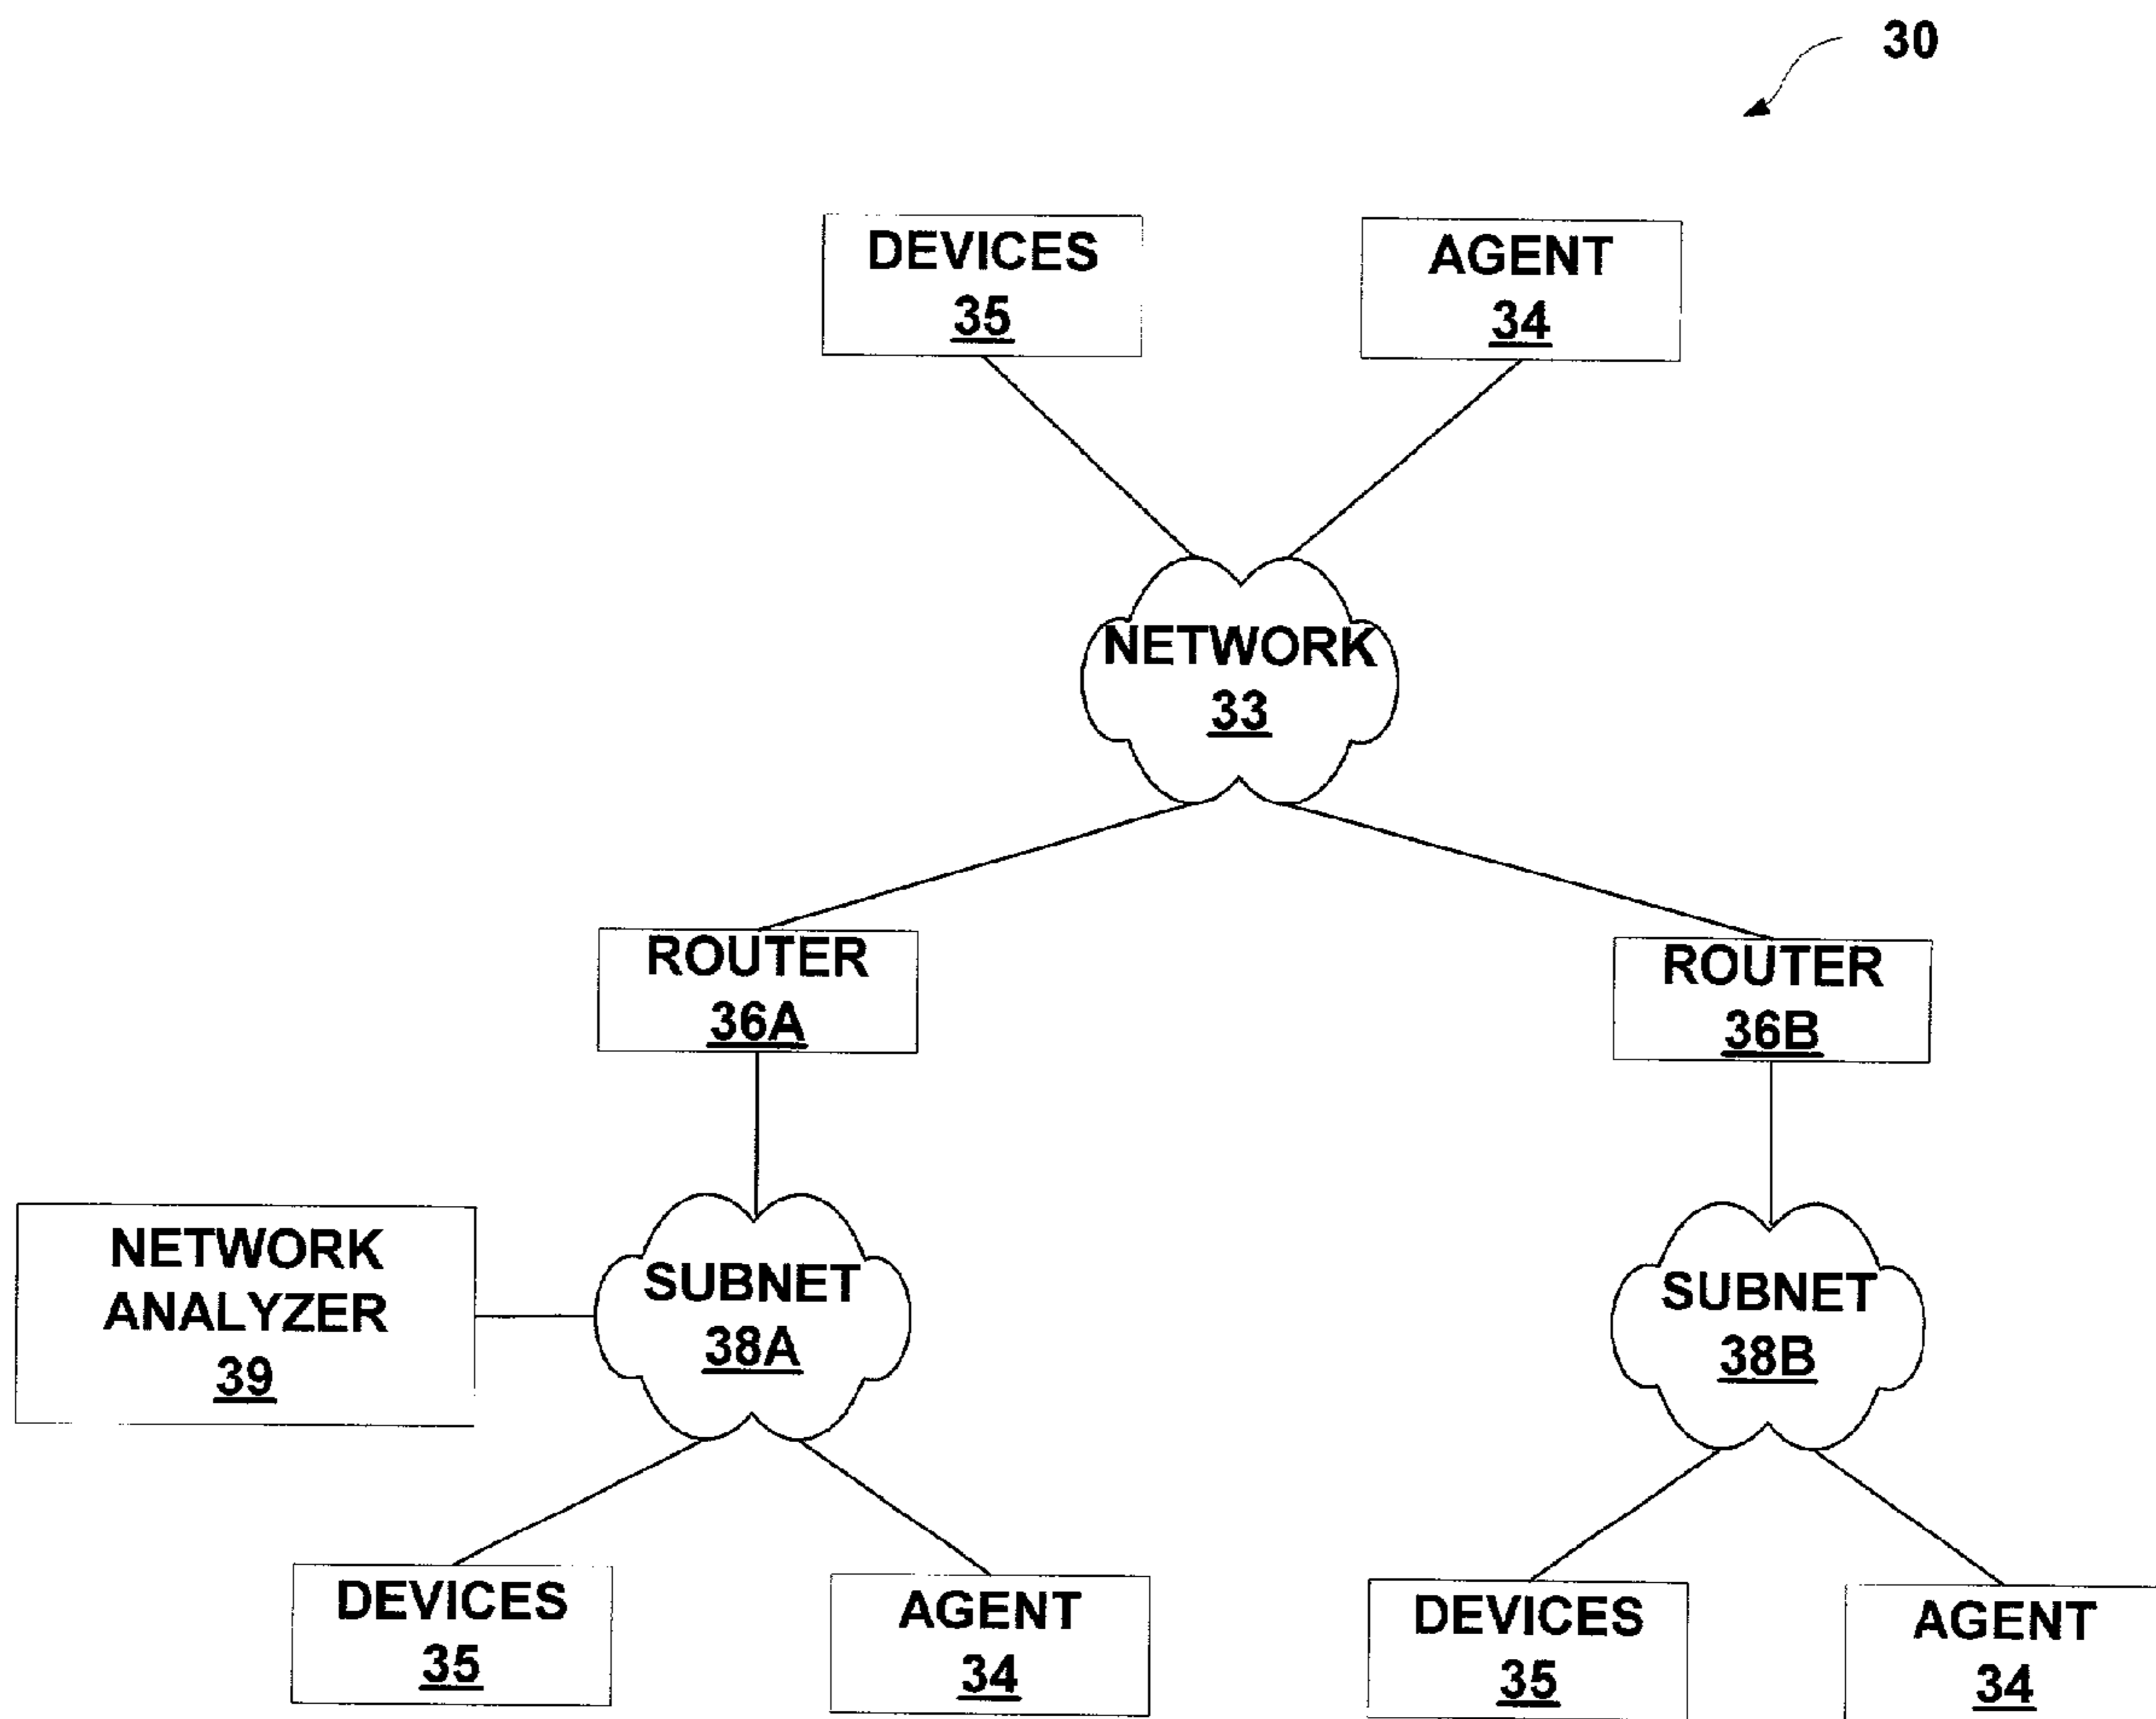 30
DEVICES
35
AGENT
34
NETWORK
33
ROUTER
36A
ROUTER
36B
NETWORK
ANALYZER
39
SUBNET
38A
SUBNET
38B
DEVICES
35
AGENT
34
DEVICES
35
AGENT
34